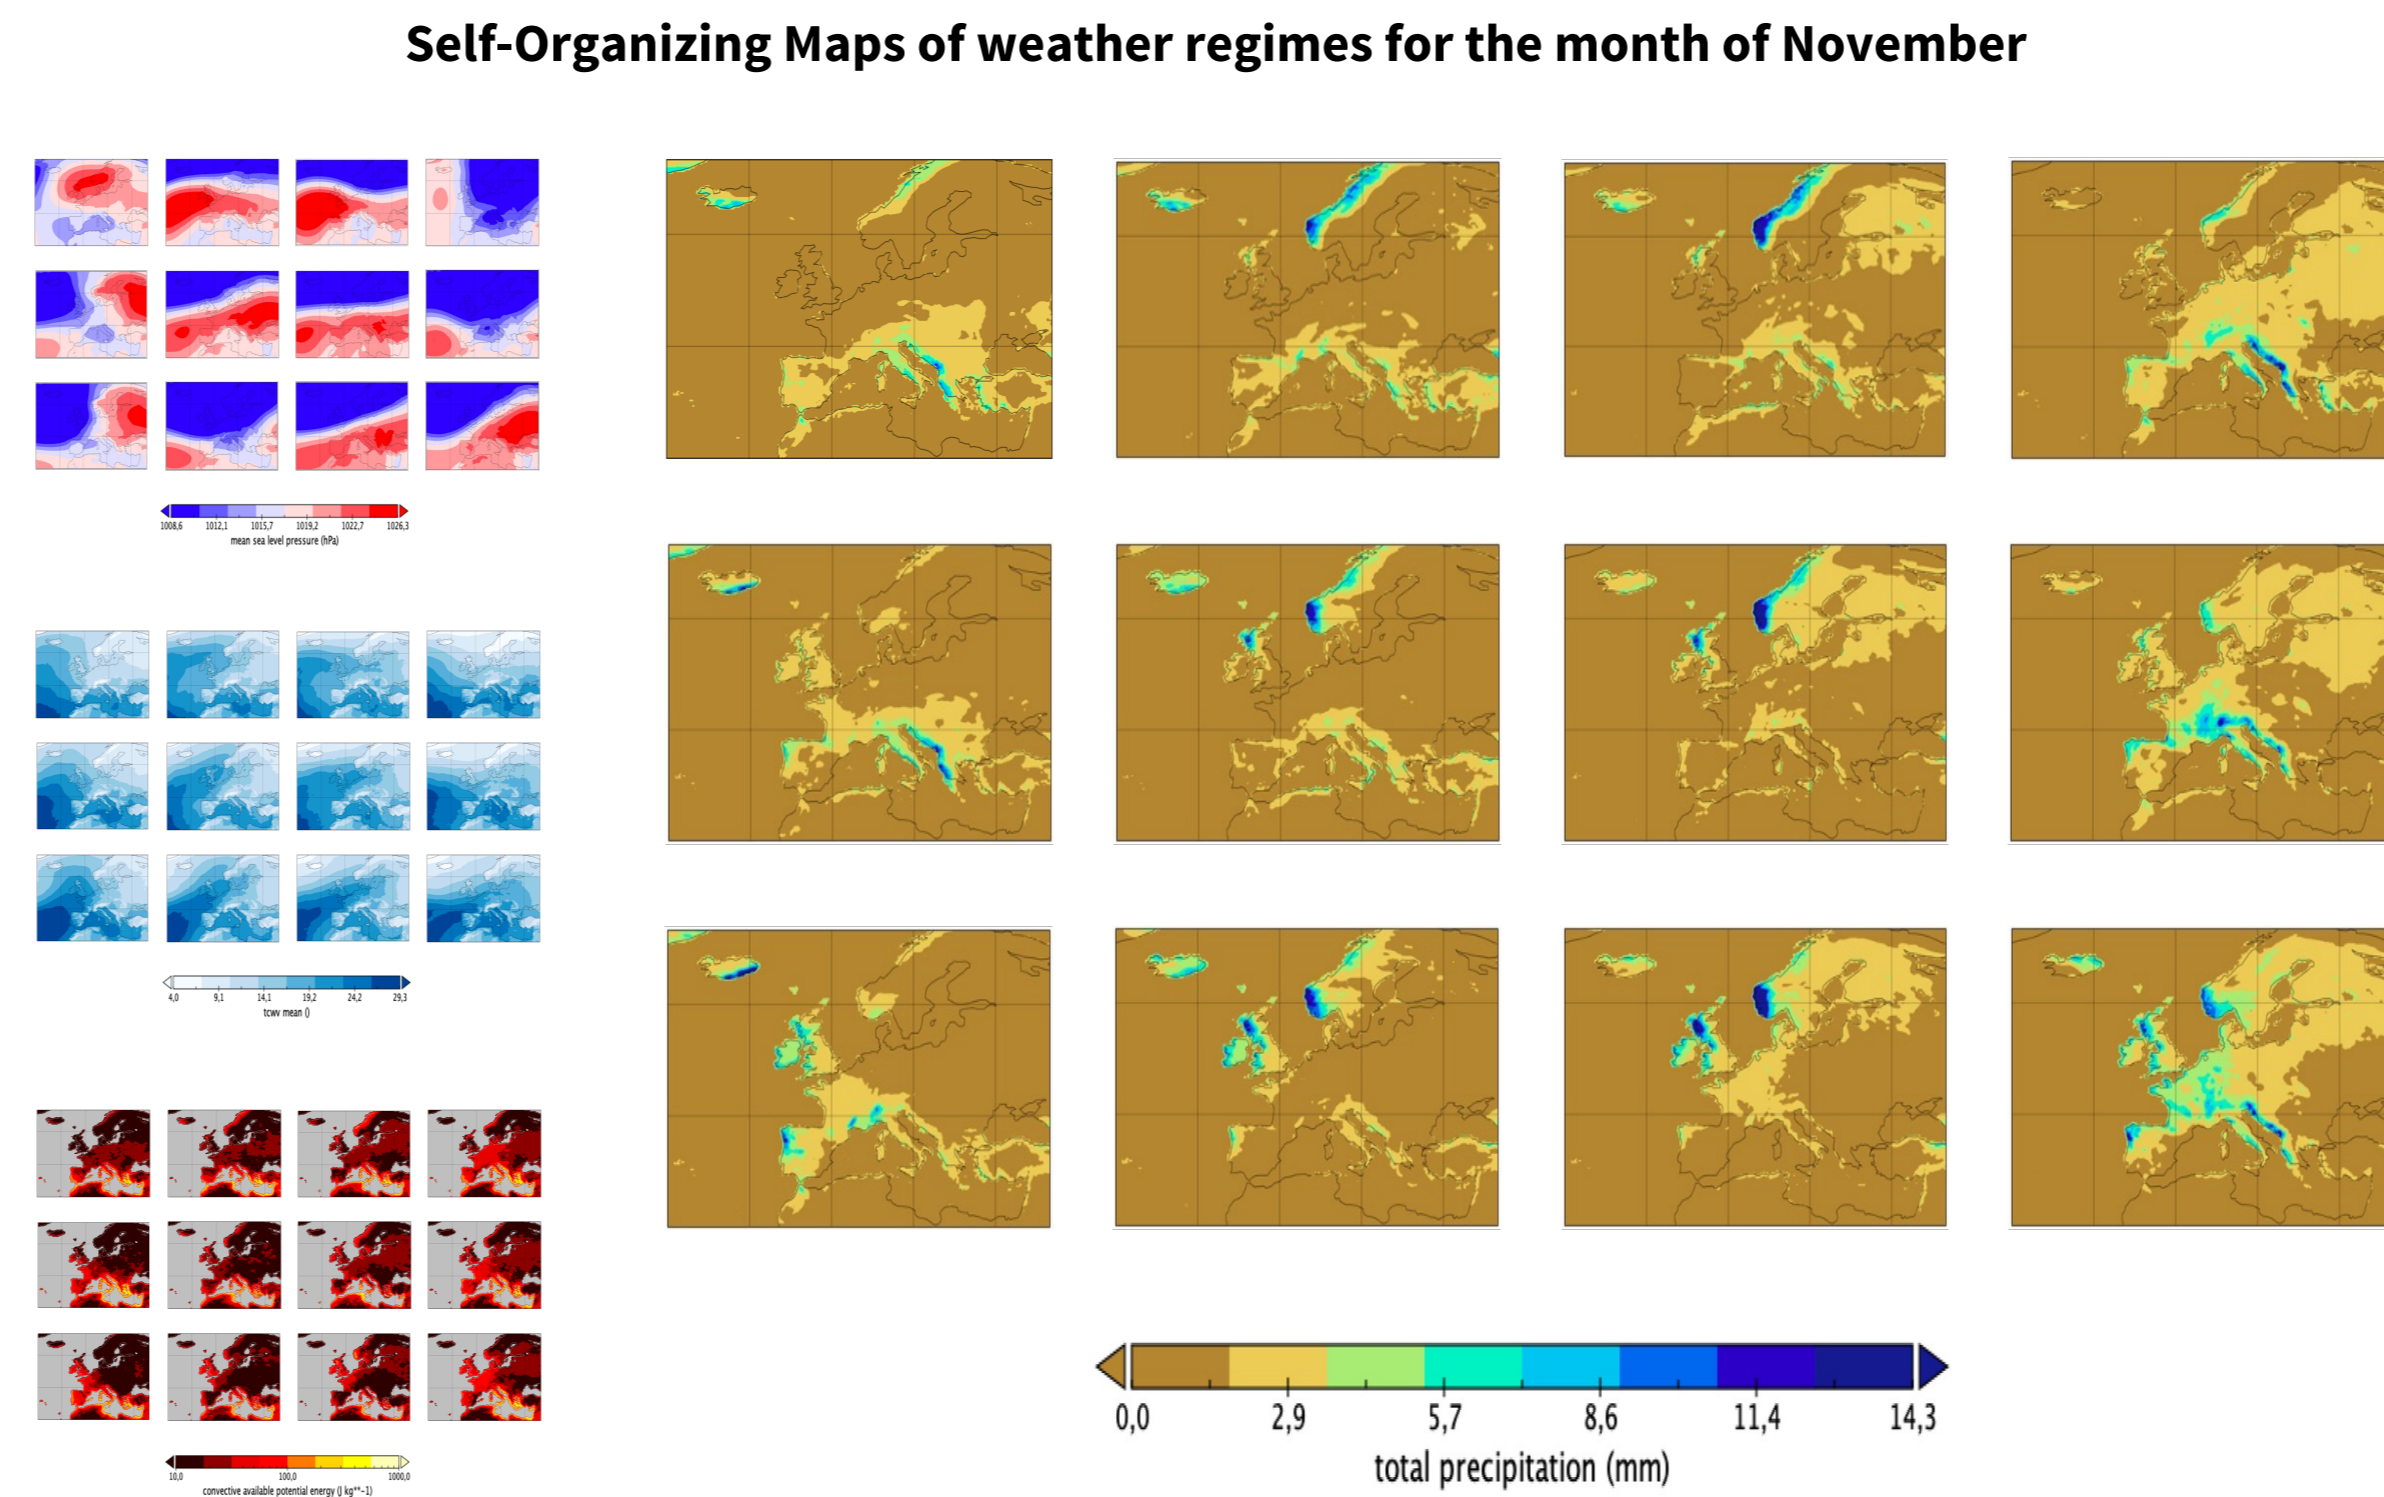 Self-Organizing Maps of weather regimes for the month of November
1008,6 1012,1 1015,7 1019,2 1022,7 1026,3
mean sea level pressure (hPa)
4,0 9,1 14,1 19,2 24,2 29,3
tcwv mean ()
10,0 100,0 1000,0
convective available potential energy (J kg**-1)
0,0 2,9 5,7 8,6 11,4 14,3
total precipitation (mm)